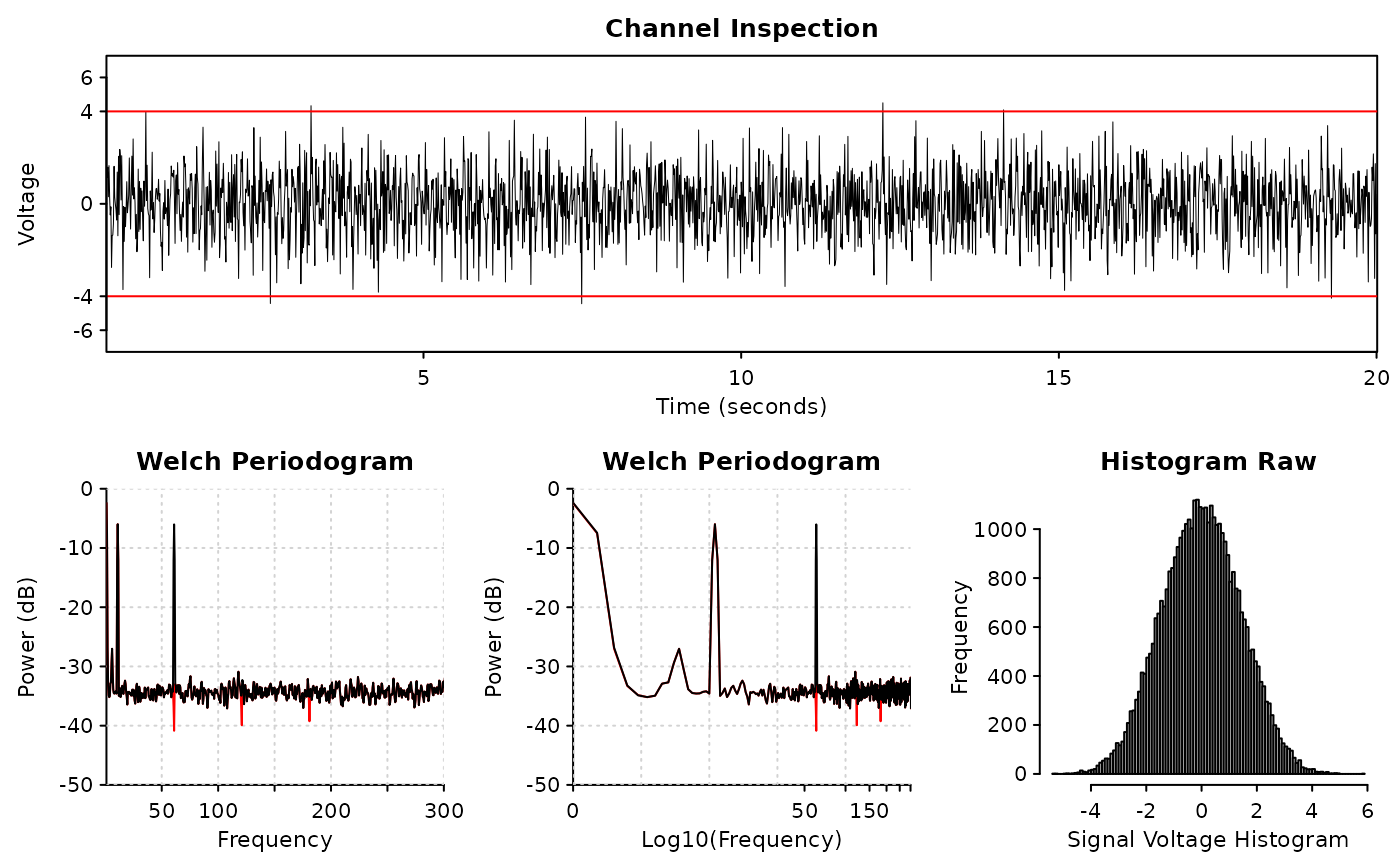 Channel Inspection
6
4
0
-4
-6
Voltage
5 10 15 20
Time (seconds)
Welch Periodogram
0
-10
-20
-30
-40
-50
Power (dB)
50 100 200 300
Frequency
Welch Periodogram
0
-10
-20
-30
-40
-50
Power (dB)
0 50 150
Log10(Frequency)
Histogram Raw
1000
800
600
400
200
0
Frequency
-4 -2 0 2 4 6
Signal Voltage Histogram